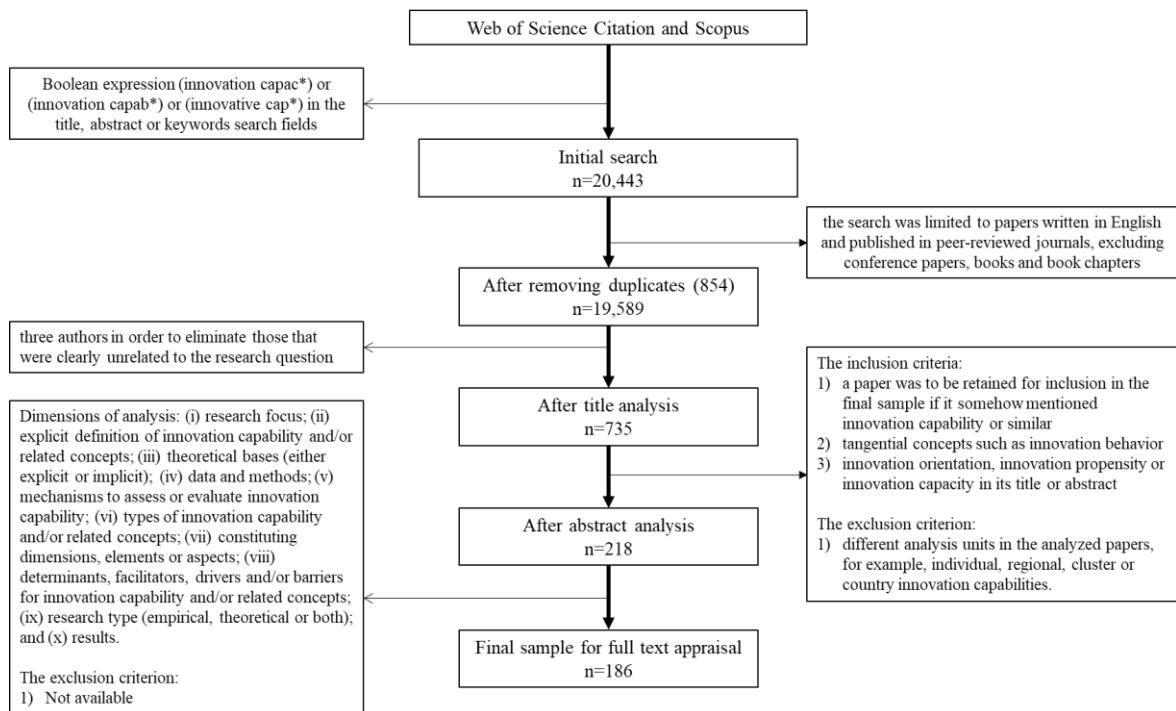 Web of Science Citation and Scopus
Boolean expression (innovation capac*) or
(innovation capab*) or (innovative cap*) in the
title, abstract or keywords search fields
Initial search
n=20,443
the search was limited to papers written in English
and published in peer-reviewed journals, excluding
conference papers, books and book chapters
After removing duplicates (854)
n=19,589
three authors in order to eliminate those that
were clearly unrelated to the research question
The inclusion criteria:
1) a paper was to be retained for inclusion in the
final sample if it somehow mentioned
innovation capability or similar
2) tangential concepts such as innovation behavior
3) innovation orientation, innovation propensity or
innovation capacity in its title or abstract
The exclusion criterion:
1) different analysis units in the analyzed papers,
for example, individual, regional, cluster or
country innovation capabilities.
After title analysis
n=735
Dimensions of analysis: (i) research focus; (ii)
explicit definition of innovation capability and/or
related concepts; (iii) theoretical bases (either
explicit or implicit); (iv) data and methods; (v)
mechanisms to assess or evaluate innovation
capability; (vi) types of innovation capability
and/or related concepts; (vii) constituting
dimensions, elements or aspects; (viii)
determinants, facilitators, drivers and/or barriers
for innovation capability and/or related concepts;
(ix) research type (empirical, theoretical or both);
and (x) results.
The exclusion criterion:
1) Not available
After abstract analysis
n=218
Final sample for full text appraisal
n=186